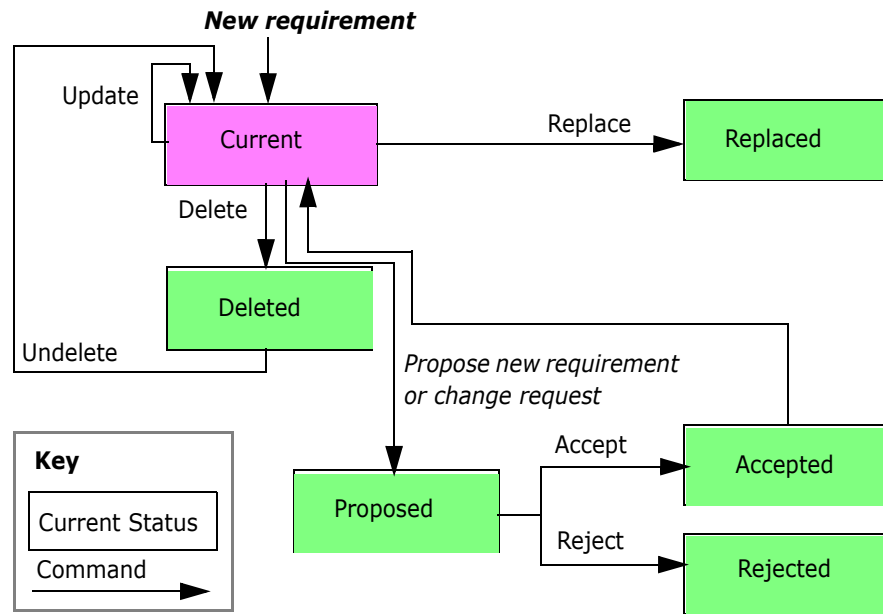 New requirement
Update
Current
Replace
Replaced
Delete
Deleted
Undelete
Propose new requirement
or change request
Key
Current Status
Command
Proposed
Accept
Accepted
Reject
Rejected